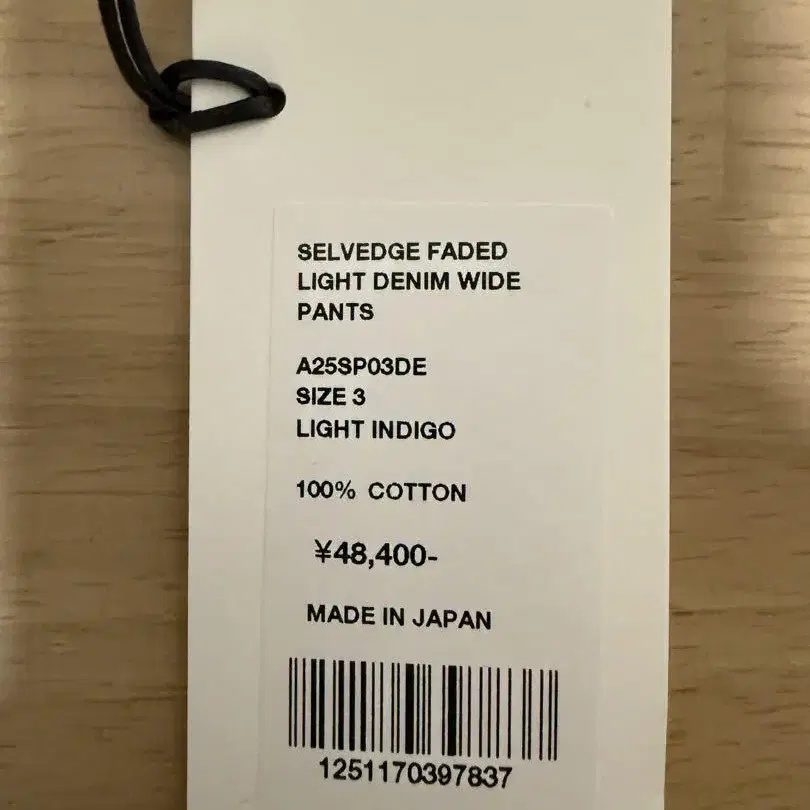 SELVEDGE FADED
LIGHT DENIM WIDE
PANTS
A25SP03DE
SIZE 3
LIGHT INDIGO
100% COTTON
¥48,400-
MADE IN JAPAN
1251170397837